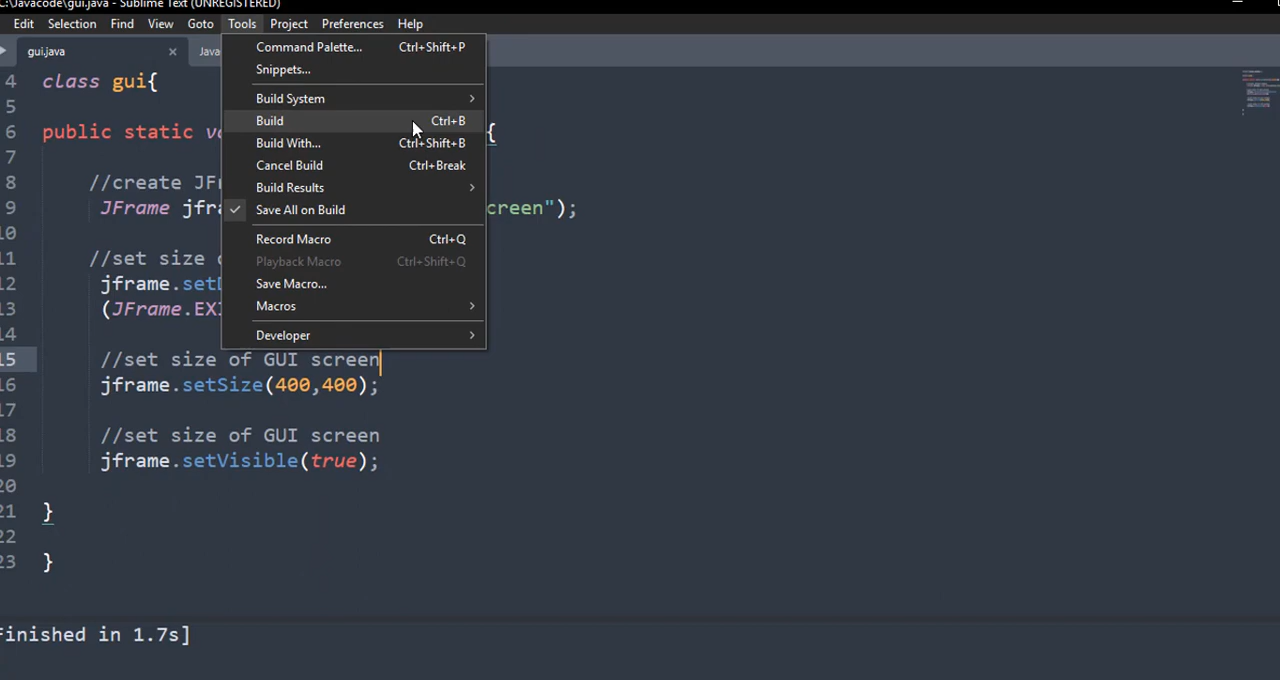 C:\Javacode\gui.java - Sublime Text (UNREGISTERED)
Edit Selection Find View Goto Tools Project Preferences Help
gui.java × Java
Command Palette... Ctrl+Shift+P
Snippets...
Build System >
Build Ctrl+B
Build With... Ctrl+Shift+B
Cancel Build Ctrl+Break
Build Results >
✓ Save All on Build
Record Macro Ctrl+Q
Playback Macro Ctrl+Shift+Q
Save Macro...
Macros >
Developer >
4 class gui{
5
6 public static v {
7
8 //create JF
9 JFrame jfra creen");
10
11 //set size
12 jframe.set
13 (JFrame.EX
14
15 //set size of GUI screen
16 jframe.setSize(400,400);
17
18 //set size of GUI screen
19 jframe.setVisible(true);
20
21 }
22
23 }
finished in 1.7s]